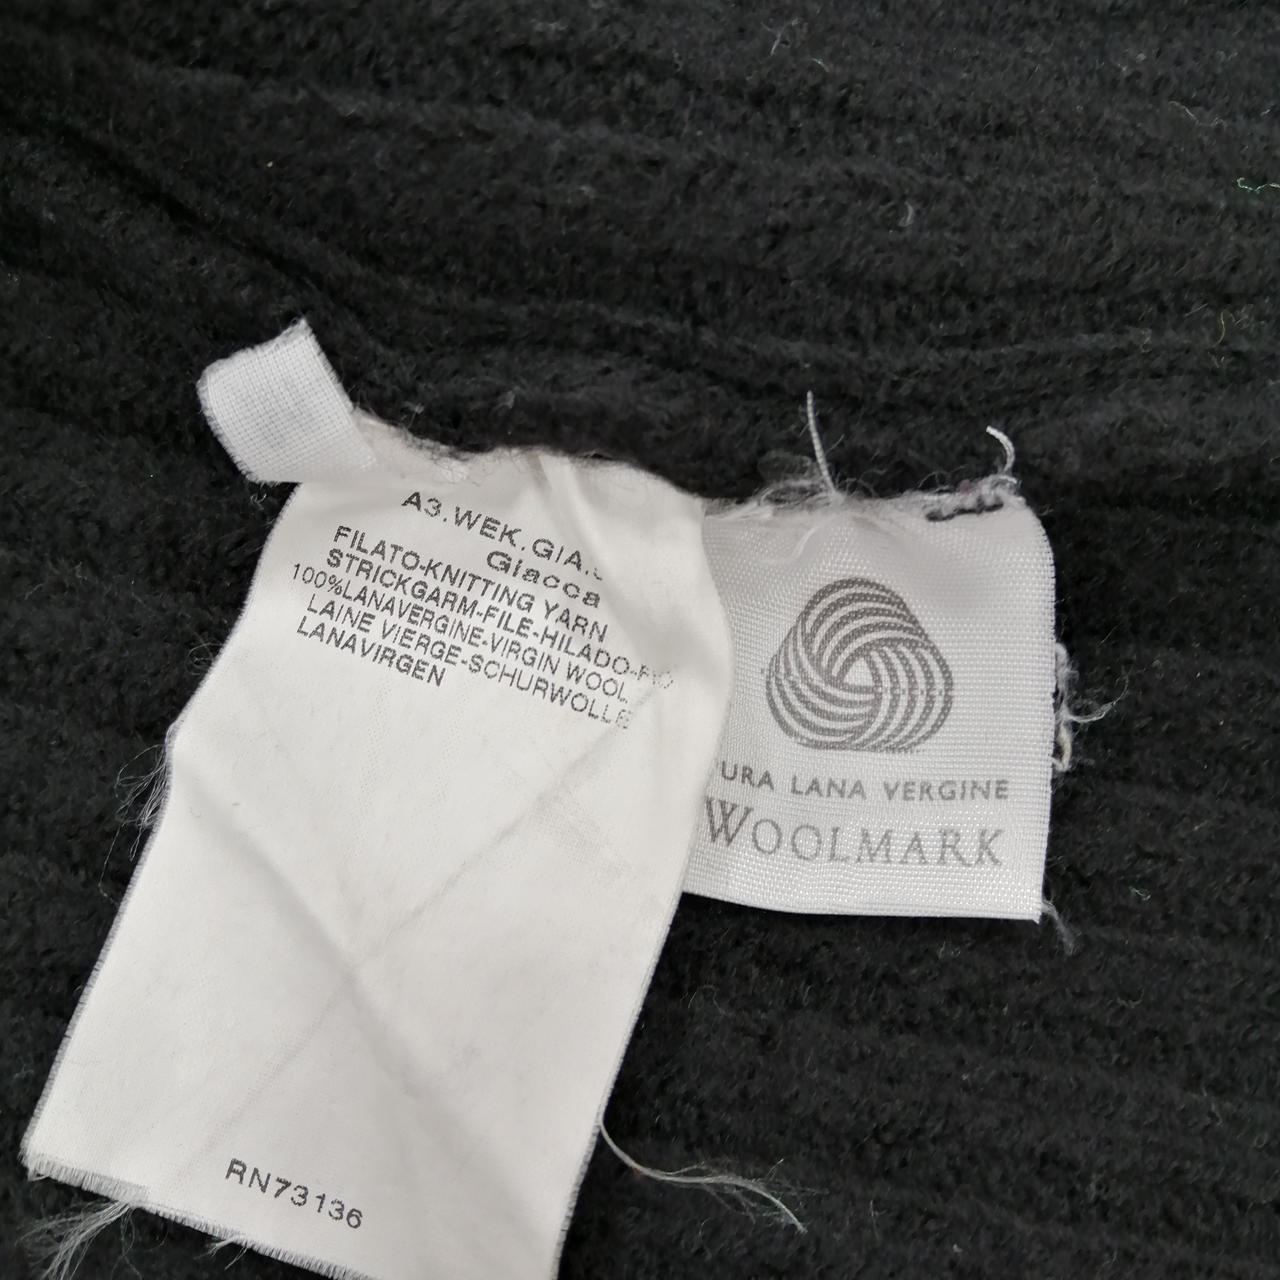 A3.WEK.GIA.
Giacca
FILATO-KNITTING YARN
STRICKGARM-FILE-HILADO-FIO
100%LANAVERGINE-VIRGIN WOOL
LAINE VIERGE-SCHURWOLLE
LANAVIRGEN
RN73136
PURA LANA VERGINE
WOOLMARK